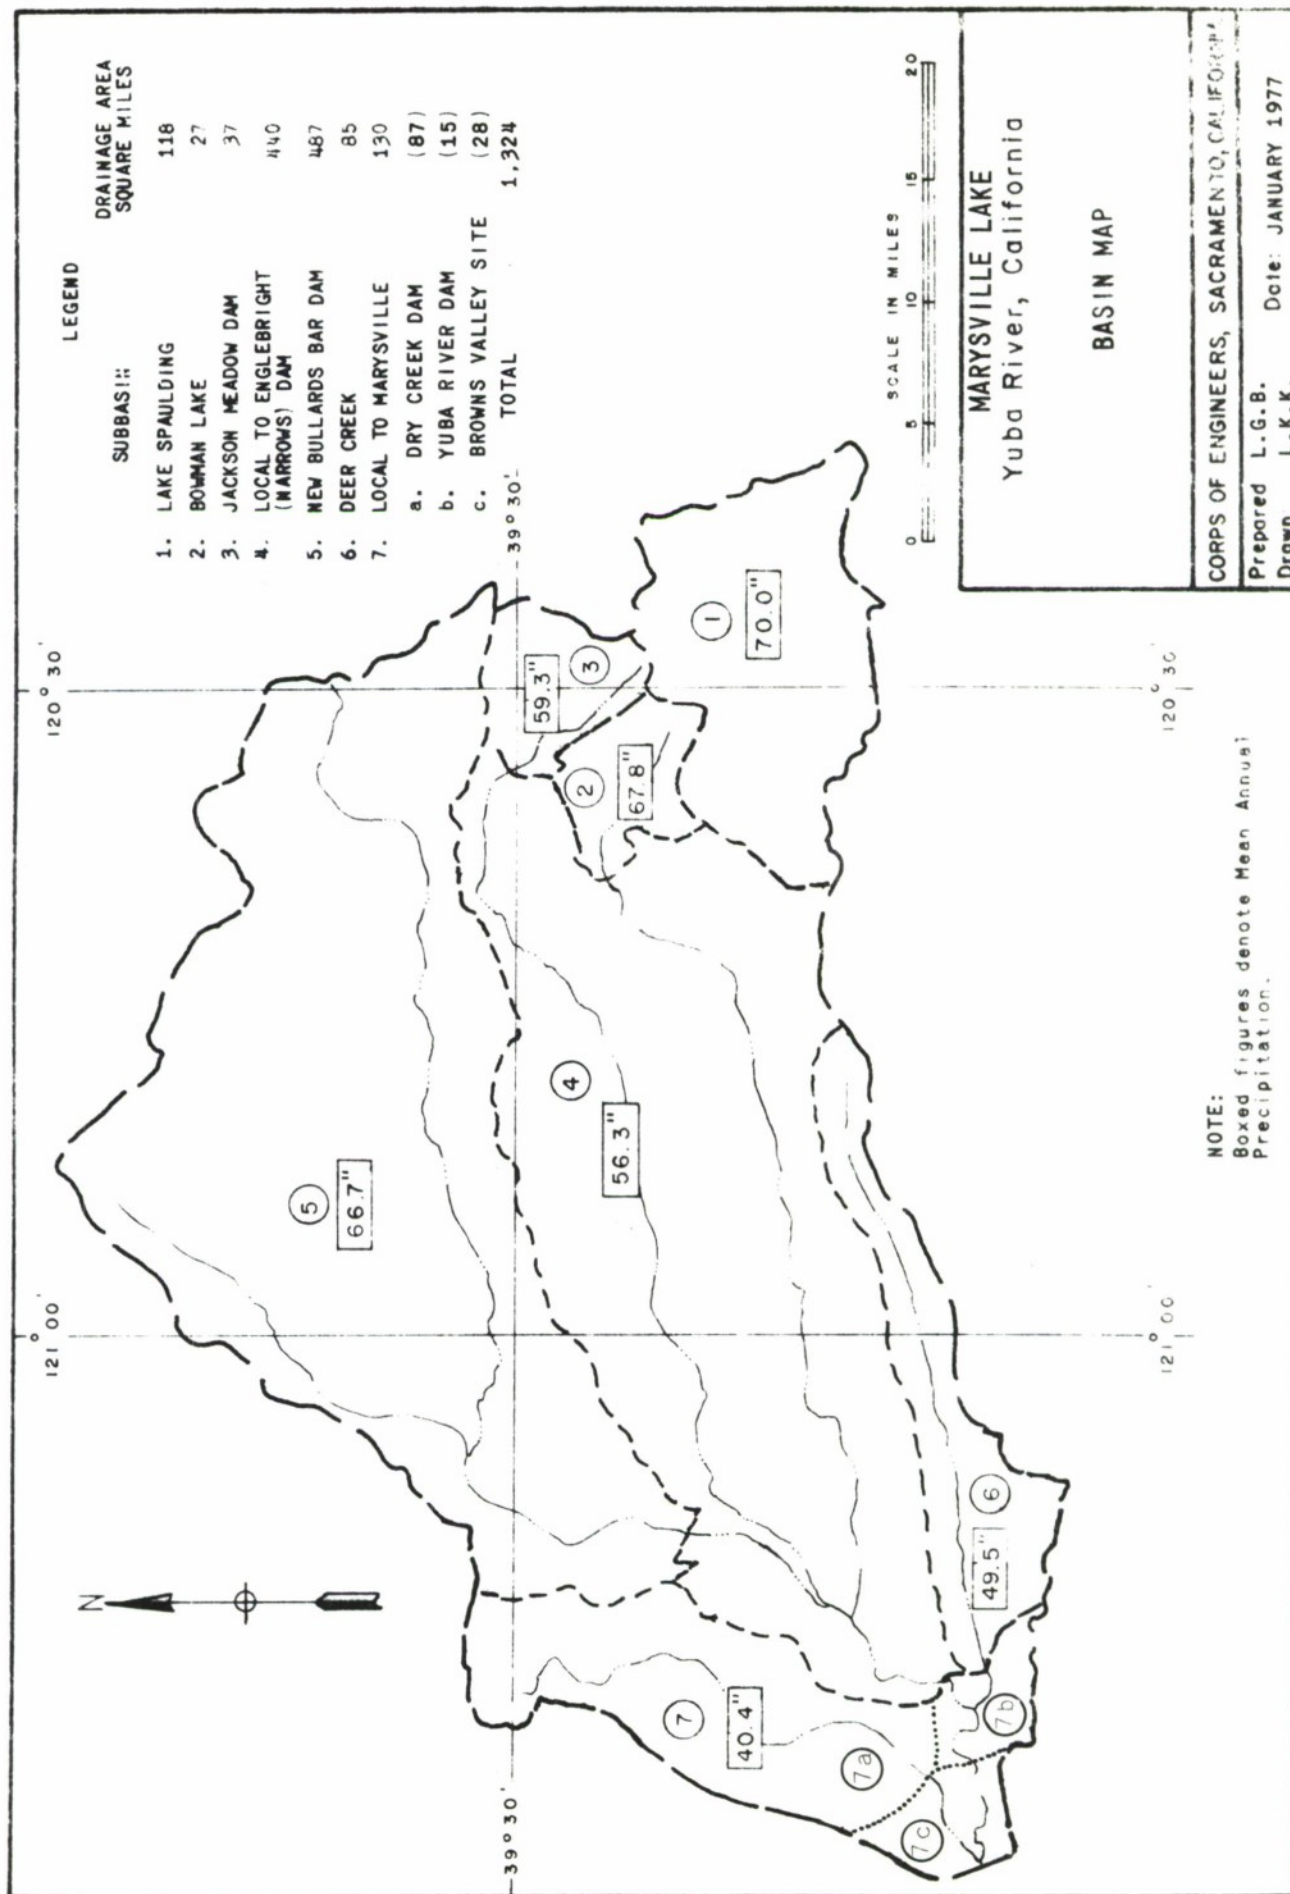 LEGEND
SUBBASIN
DRAINAGE AREA
SQUARE MILES
1. LAKE SPAULDING 118
2. BOWMAN LAKE 27
3. JACKSON MEADOW DAM 37
4. LOCAL TO ENGLEBRIGHT 440
(NARROWS) DAM
5. NEW BULLARDS BAR DAM 487
6. DEER CREEK 85
7. LOCAL TO MARYSVILLE 130
a. DRY CREEK DAM (87)
b. YUBA RIVER DAM (15)
c. BROWNS VALLEY SITE (28)
TOTAL 1,324
121° 00'
120° 30'
N
5
66.7"
39° 30'
39° 30'
3
59.3"
2
67.8"
1
70.0"
4
56.3"
7
40.4"
7a
7b
7c
6
49.5"
121° 00'
120° 30'
SCALE IN MILES
0 5 10 15 20
NOTE:
Boxed figures denote Mean Annual
Precipitation.
MARYSVILLE LAKE
Yuba River, California
BASIN MAP
CORPS OF ENGINEERS, SACRAMENTO, CALIFORNIA
Prepared L.G.B. Date: JANUARY 1977
Drawn L.K.K.